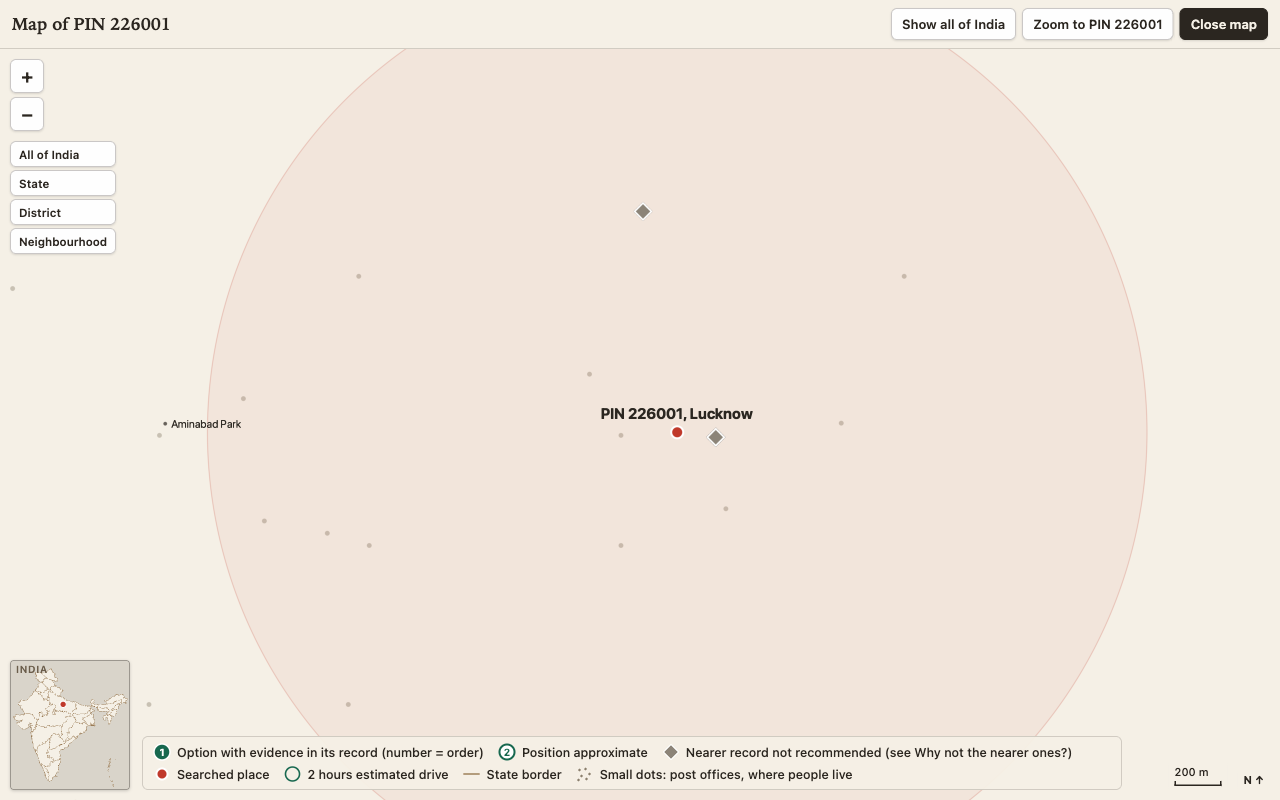 Map of PIN 226001
Show all of India
Zoom to PIN 226001
Close map
+
−
All of India
State
District
Neighbourhood
PIN 226001, Lucknow
Aminabad Park
INDIA
1 Option with evidence in its record (number = order)
2 Position approximate
Nearer record not recommended (see Why not the nearer ones?)
Searched place
2 hours estimated drive
State border
Small dots: post offices, where people live
200 m
N ↑